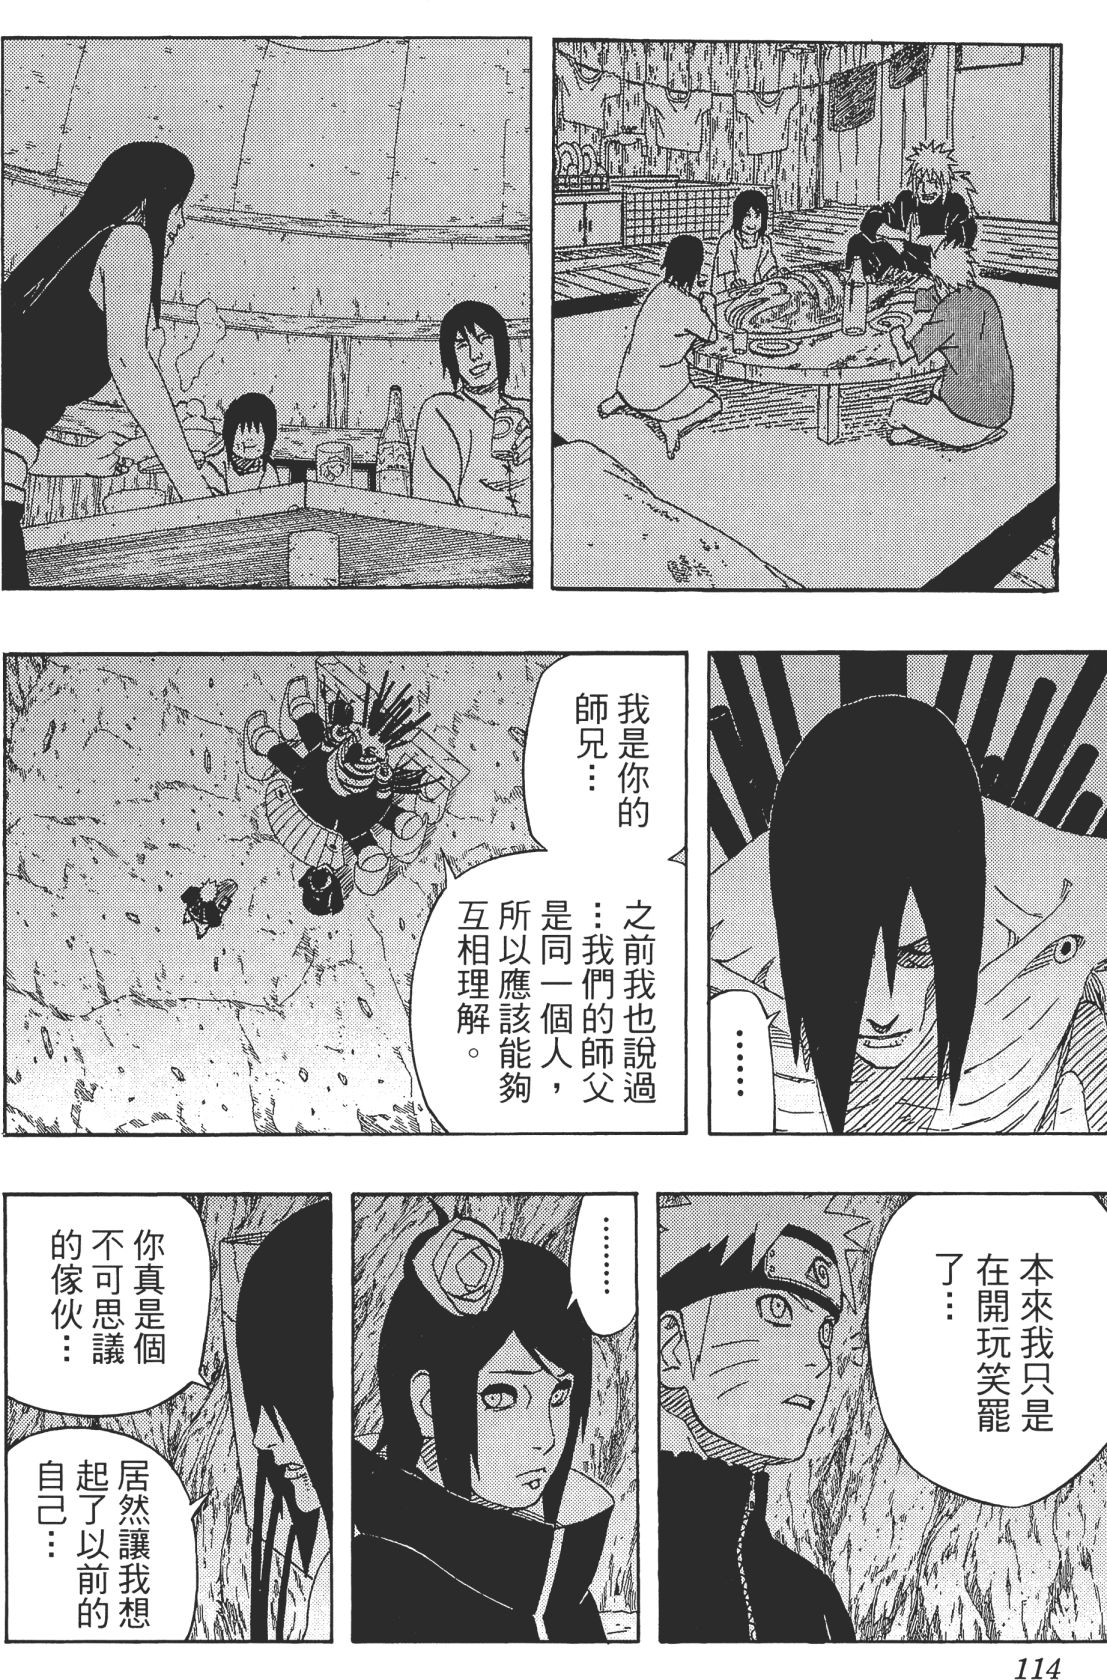 ……
我是你的
師兄…
之前我也說過
…我們的師父
是同一個人，
所以應該能夠
互相理解。
本來我只是
在開玩笑罷
了…
………
你真是個
不可思議
的傢伙…
居然讓我想
起了以前的
自己…
114